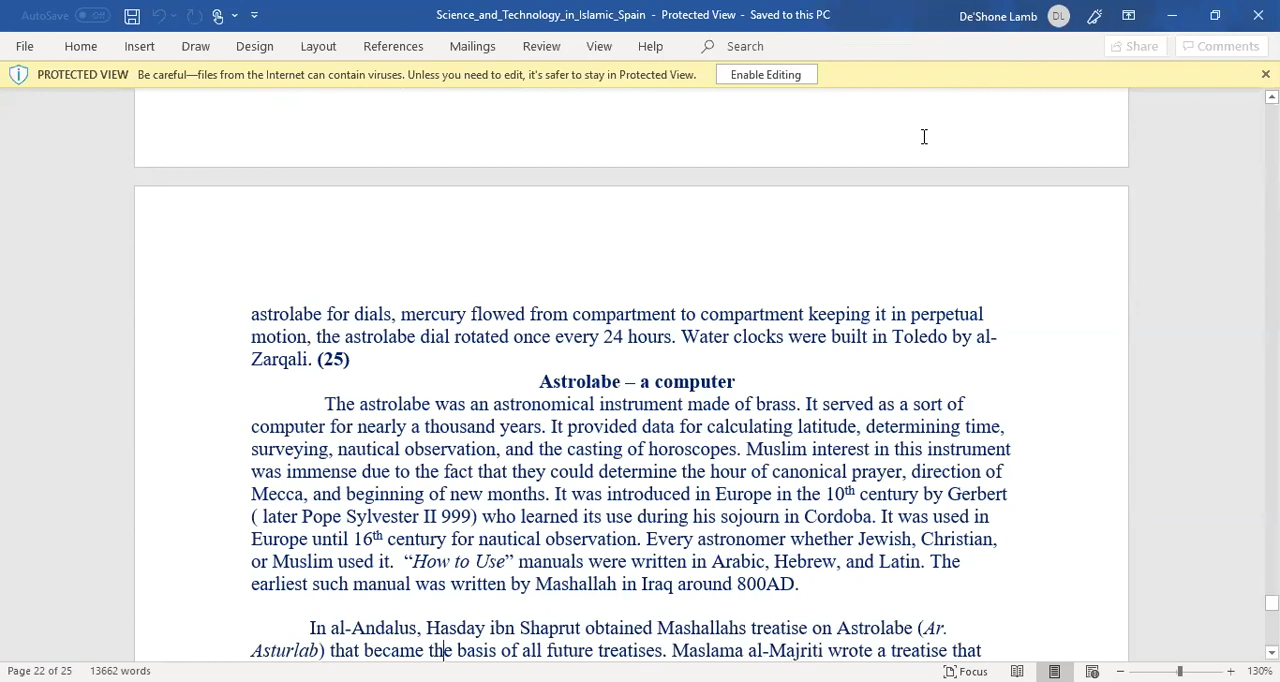 AutoSave Off Science_and_Technology_in_Islamic_Spain - Protected View - Saved to this PC De'Shone Lamb DL
File Home Insert Draw Design Layout References Mailings Review View Help Search Share Comments
PROTECTED VIEW Be careful—files from the Internet can contain viruses. Unless you need to edit, it's safer to stay in Protected View. Enable Editing
astrolabe for dials, mercury flowed from compartment to compartment keeping it in perpetual
motion, the astrolabe dial rotated once every 24 hours. Water clocks were built in Toledo by al-
Zarqali. (25)
Astrolabe – a computer
The astrolabe was an astronomical instrument made of brass. It served as a sort of
computer for nearly a thousand years. It provided data for calculating latitude, determining time,
surveying, nautical observation, and the casting of horoscopes. Muslim interest in this instrument
was immense due to the fact that they could determine the hour of canonical prayer, direction of
Mecca, and beginning of new months. It was introduced in Europe in the 10th century by Gerbert
( later Pope Sylvester II 999) who learned its use during his sojourn in Cordoba. It was used in
Europe until 16th century for nautical observation. Every astronomer whether Jewish, Christian,
or Muslim used it. “How to Use” manuals were written in Arabic, Hebrew, and Latin. The
earliest such manual was written by Mashallah in Iraq around 800AD.
In al-Andalus, Hasday ibn Shaprut obtained Mashallahs treatise on Astrolabe (Ar.
Asturlab) that became the basis of all future treatises. Maslama al-Majriti wrote a treatise that
Page 22 of 25 13662 words Focus 130%